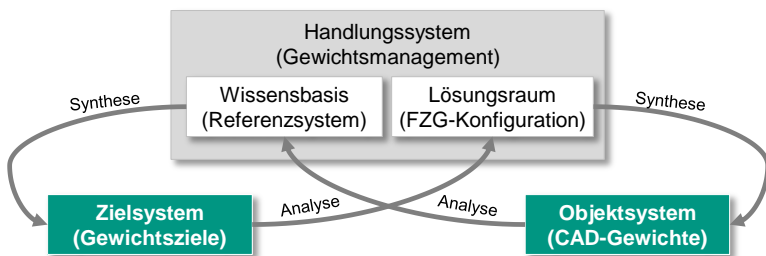 Handlungssystem
(Gewichtsmanagement)
Synthese
Wissensbasis
(Referenzsystem)
Lösungsraum
(FZG-Konfiguration)
Synthese
Zielsystem
(Gewichtsziele)
Analyse
Analyse
Objektsystem
(CAD-Gewichte)